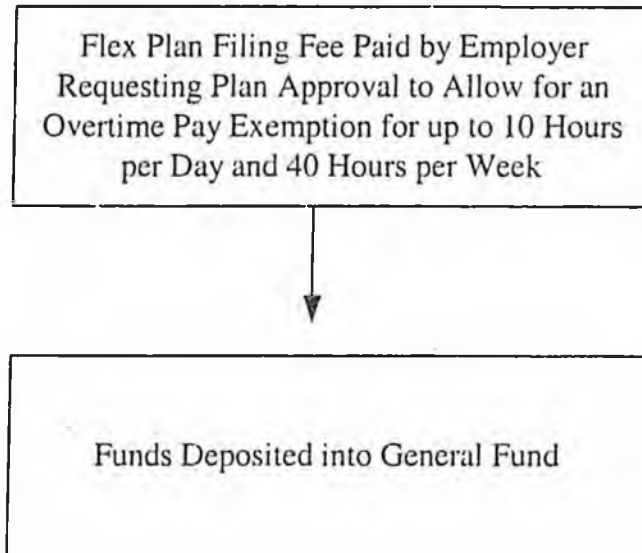 Flex Plan Filing Fee Paid by Employer
Requesting Plan Approval to Allow for an
Overtime Pay Exemption for up to 10 Hours
per Day and 40 Hours per Week
Funds Deposited into General Fund